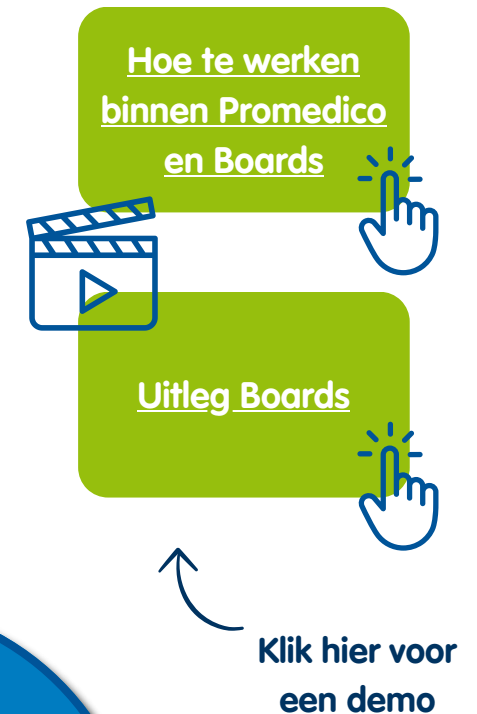 Hoe te werken
binnen Promedico
en Boards
Uitleg Boards
Klik hier voor
een demo